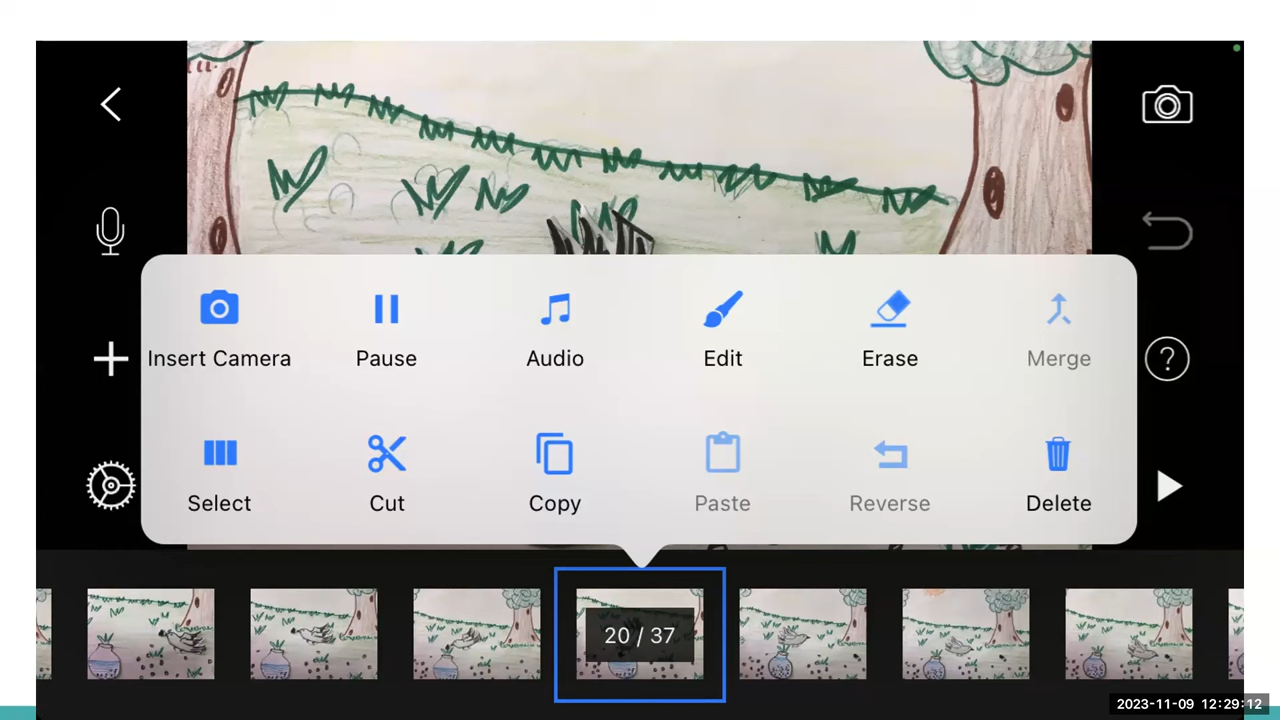 Insert Camera Pause Audio Edit Erase Merge
Select Cut Copy Paste Reverse Delete
20 / 37
2023-11-09 12:29:12